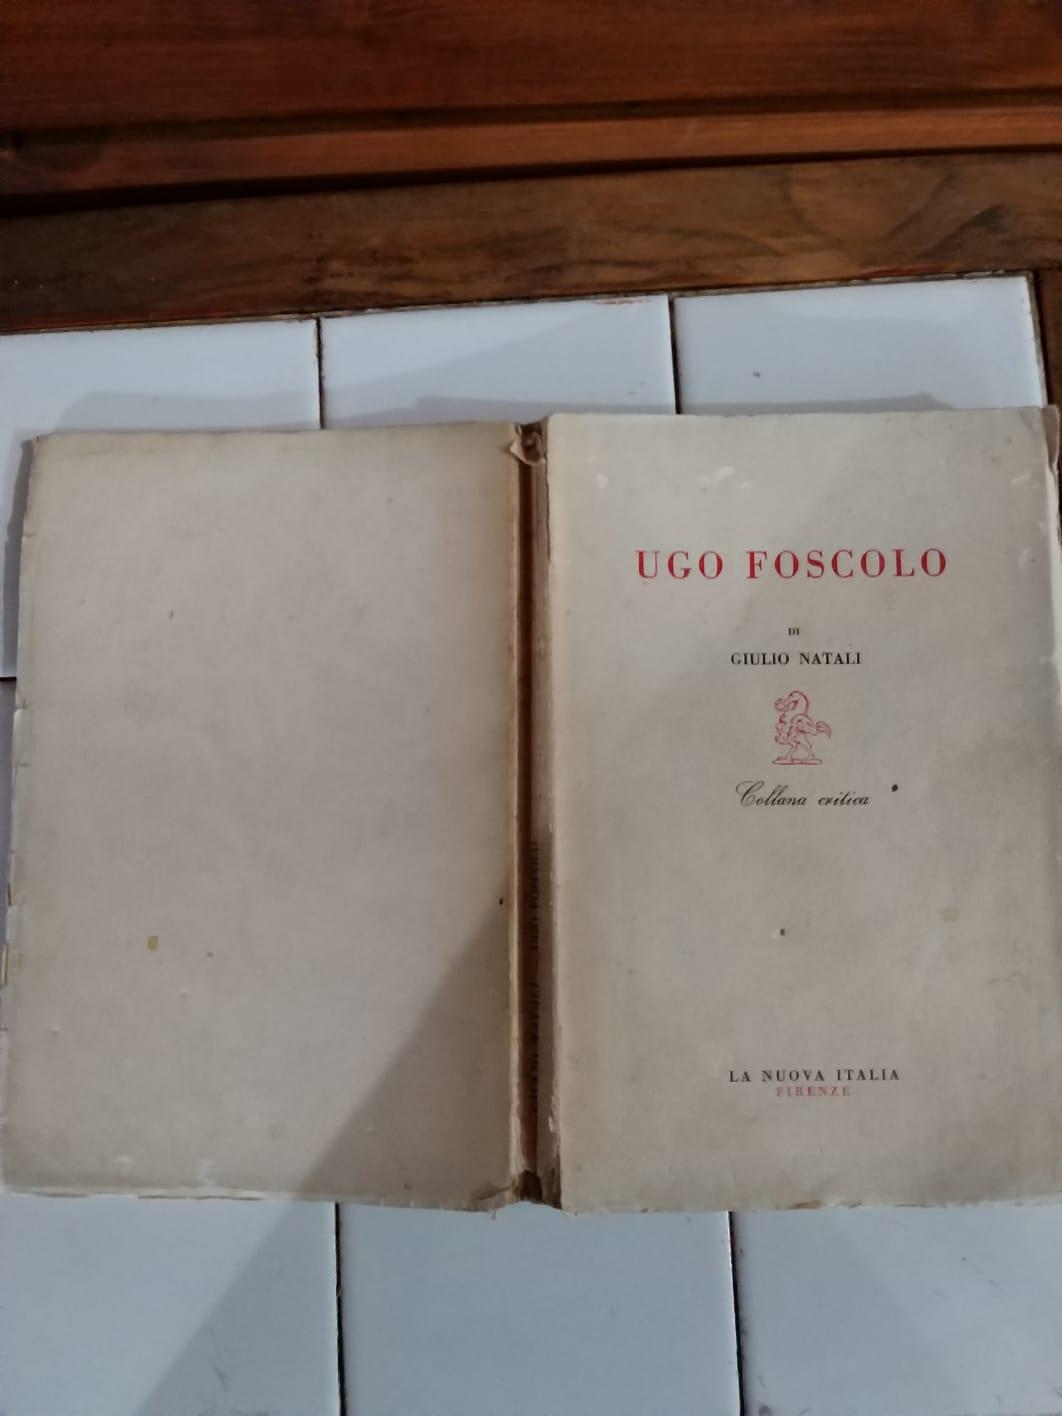 UGO FOSCOLO
DI
GIULIO NATALI
Collana critica
LA NUOVA ITALIA
FIRENZE